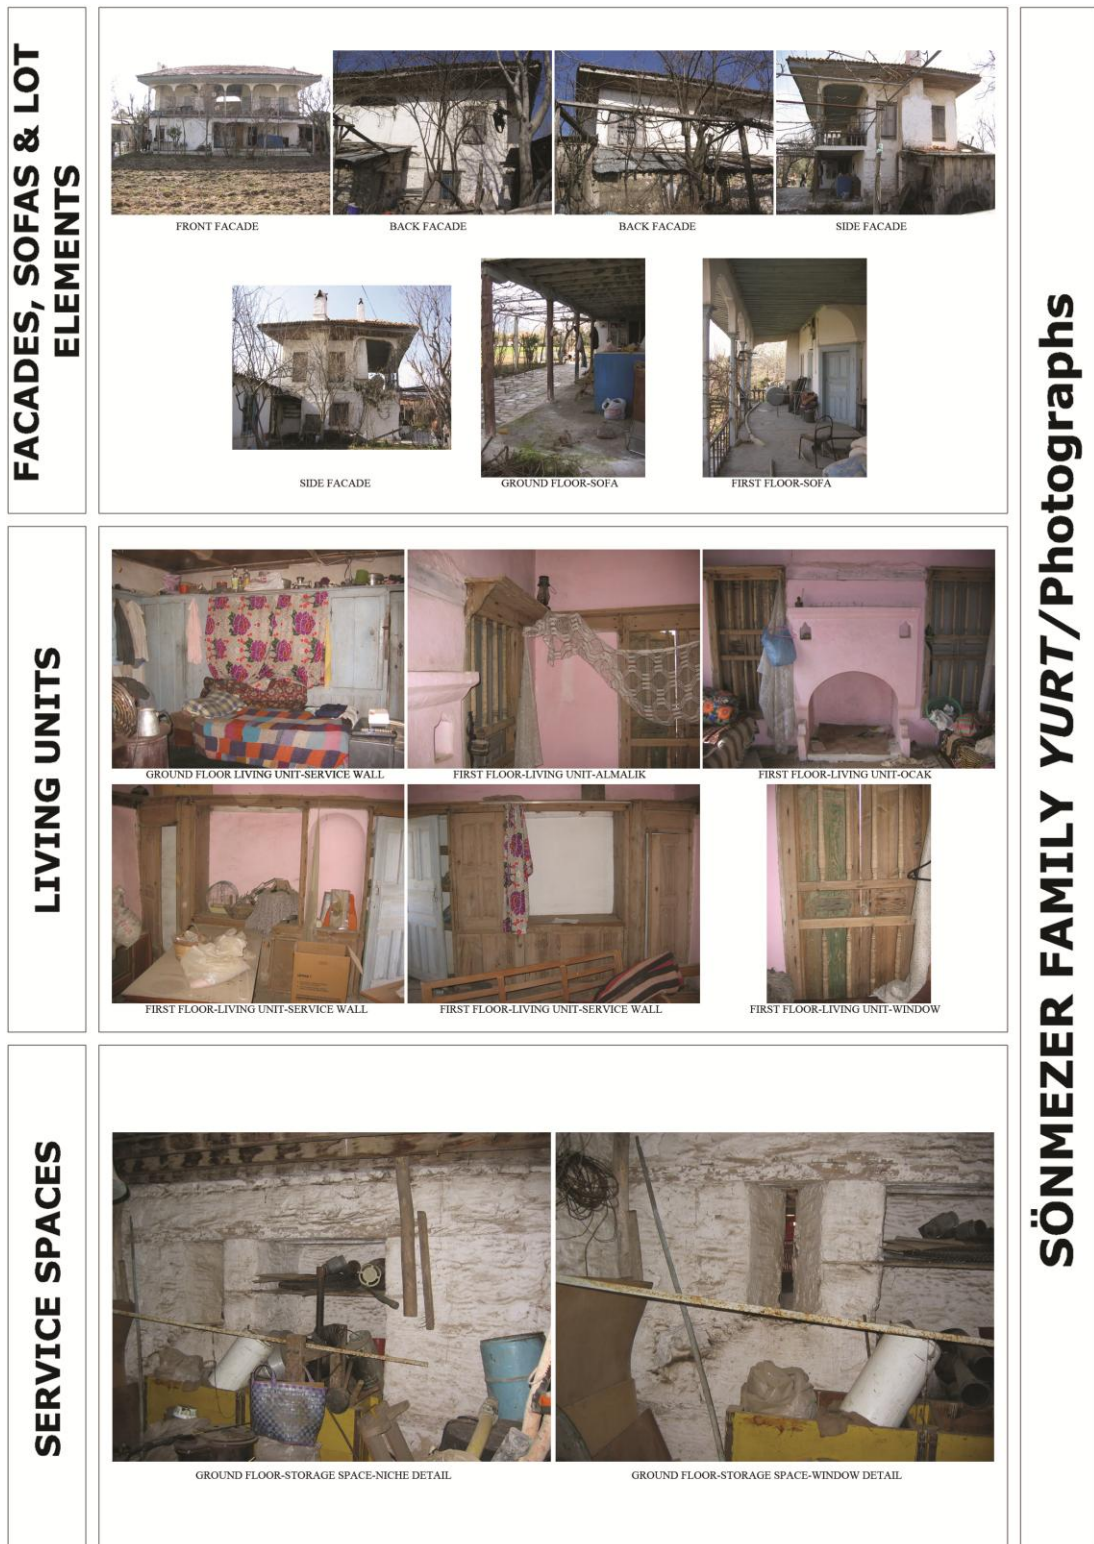 FACADES, SOFAS & LOT
ELEMENTS
FRONT FACADE
BACK FACADE
BACK FACADE
SIDE FACADE
SIDE FACADE
GROUND FLOOR-SOFA
FIRST FLOOR-SOFA
LIVING UNITS
GROUND FLOOR LIVING UNIT-SERVICE WALL
FIRST FLOOR-LIVING UNIT-ALMALIK
FIRST FLOOR-LIVING UNIT-OCAK
FIRST FLOOR-LIVING UNIT-SERVICE WALL
FIRST FLOOR-LIVING UNIT-SERVICE WALL
FIRST FLOOR-LIVING UNIT-WINDOW
SERVICE SPACES
GROUND FLOOR-STORAGE SPACE-NICHE DETAIL
GROUND FLOOR-STORAGE SPACE-WINDOW DETAIL
SÖNMEZER FAMILY YURT/Photographs